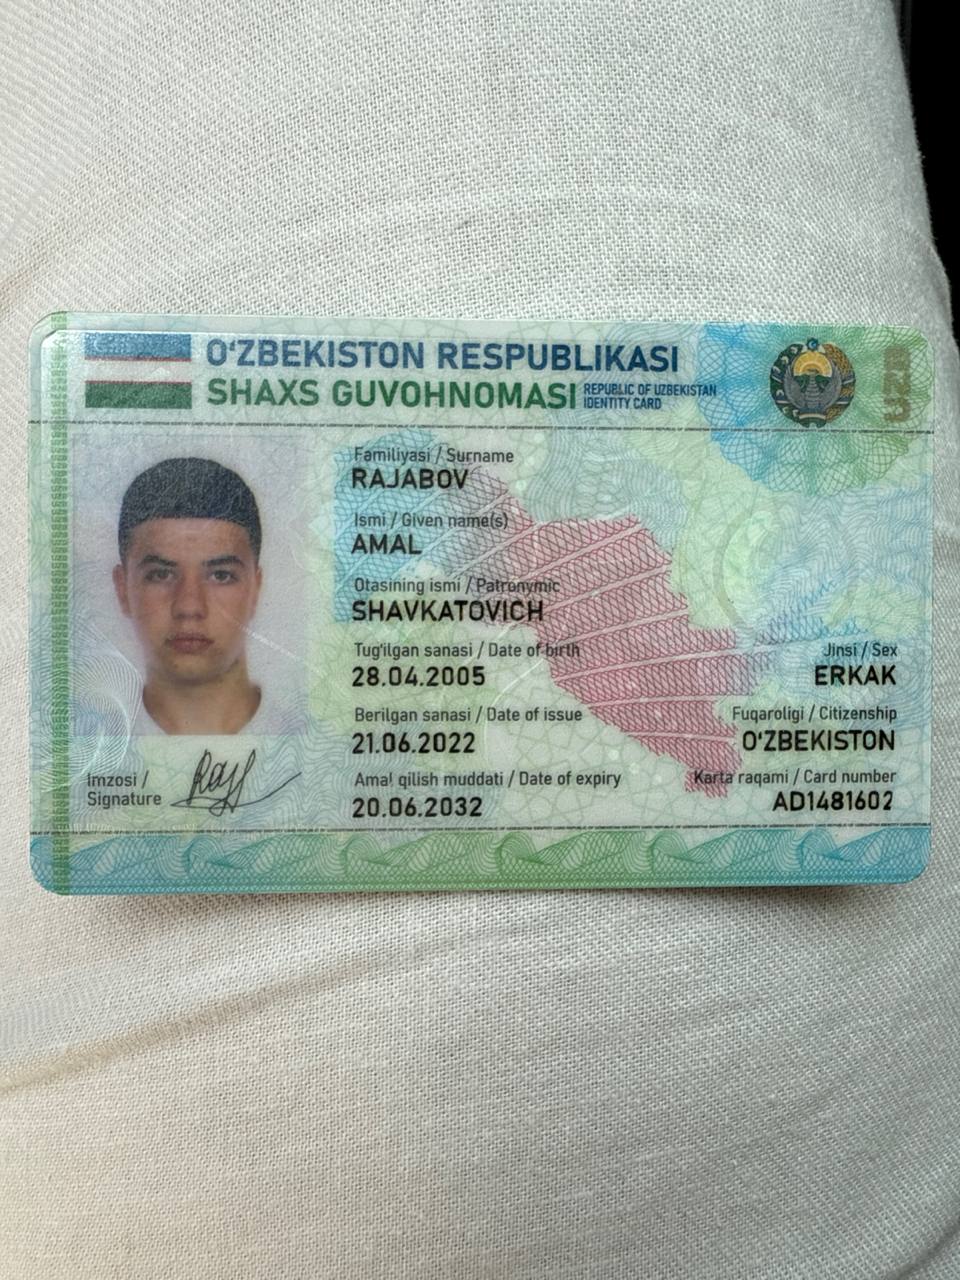 O‘ZBEKISTON RESPUBLIKASI
SHAXS GUVOHNOMASI REPUBLIC OF UZBEKISTAN
IDENTITY CARD
UZB
Familiyasi / Surname
RAJABOV
Ismi / Given name(s)
AMAL
Otasining ismi / Patronymic
SHAVKATOVICH
Tug‘ilgan sanasi / Date of birth
28.04.2005
Jinsi / Sex
ERKAK
Berilgan sanasi / Date of issue
21.06.2022
Fuqaroligi / Citizenship
O‘ZBEKISTON
Amal qilish muddati / Date of expiry
20.06.2032
Karta raqami / Card number
AD1481602
Imzosi /
Signature